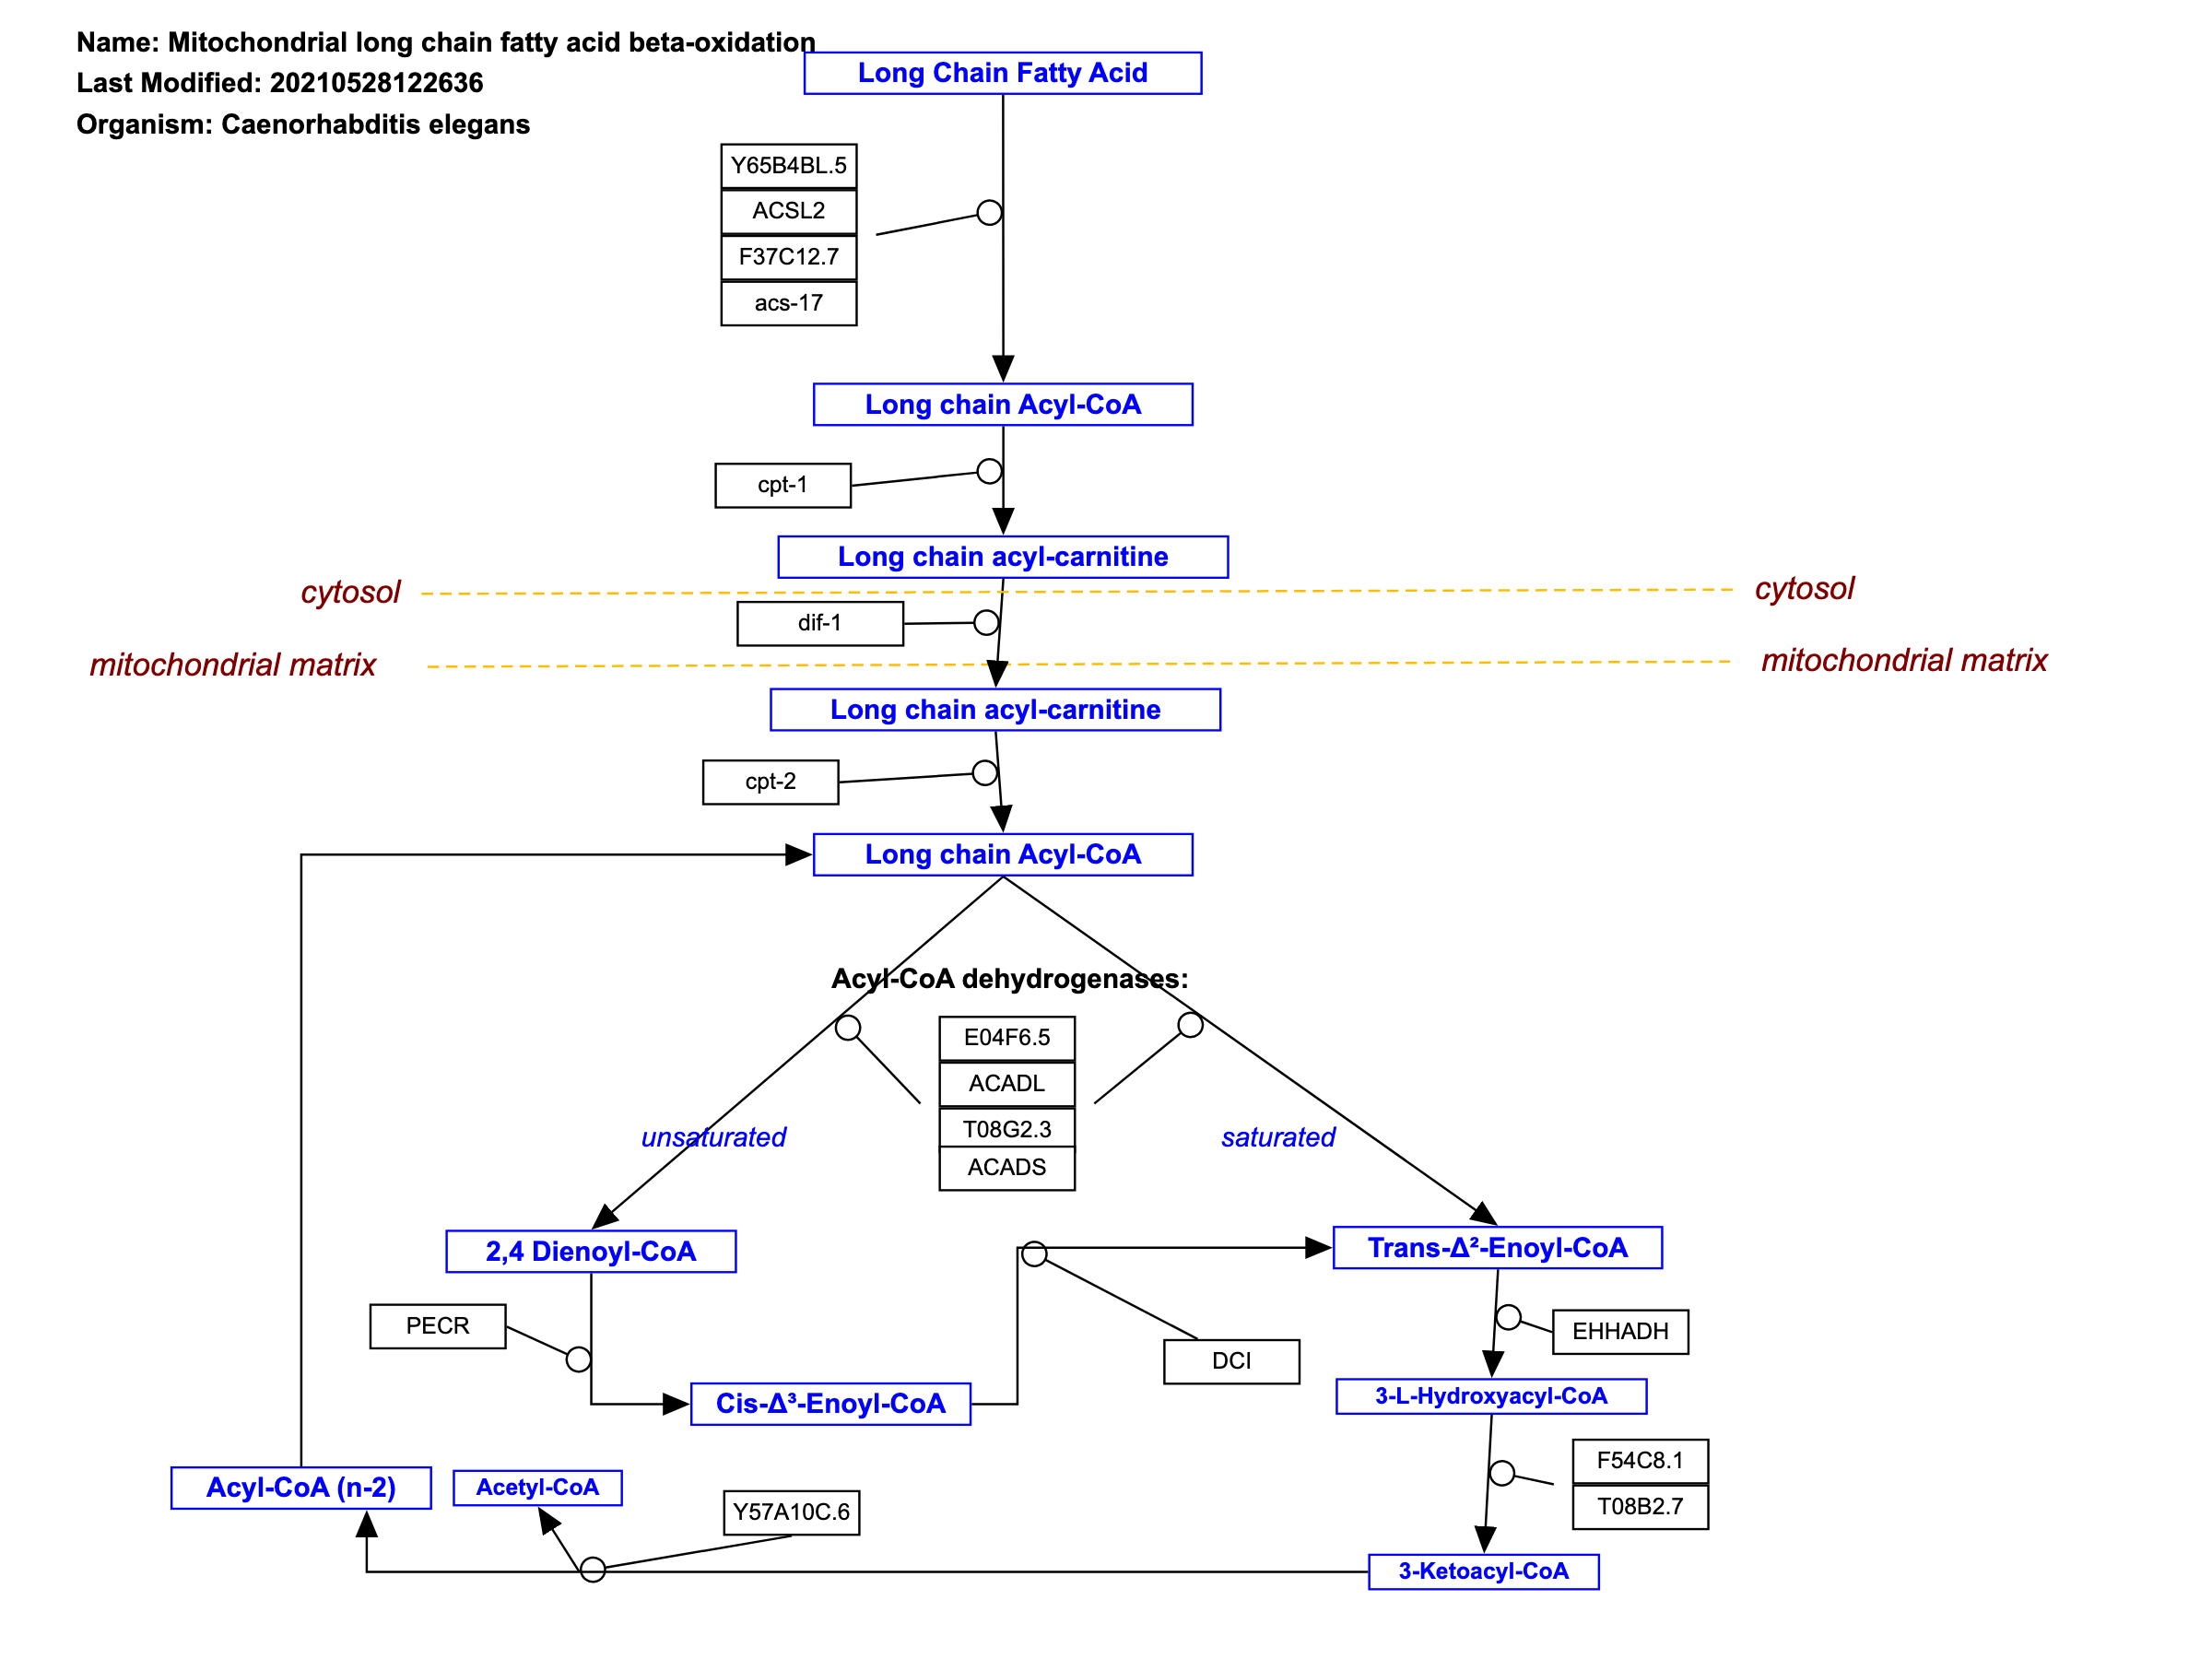 Name: Mitochondrial long chain fatty acid beta-oxidation
Last Modified: 20210528122636
Organism: Caenorhabditis elegans
Long Chain Fatty Acid
Y65B4BL.5
ACSL2
F37C12.7
acs-17
Long chain Acyl-CoA
cpt-1
Long chain acyl-carnitine
cytosol
cytosol
dif-1
mitochondrial matrix
mitochondrial matrix
Long chain acyl-carnitine
cpt-2
Long chain Acyl-CoA
Acyl-CoA dehydrogenases:
E04F6.5
ACADL
T08G2.3
ACADS
unsaturated
saturated
2,4 Dienoyl-CoA
Trans-Δ²-Enoyl-CoA
PECR
DCI
EHHADH
Cis-Δ³-Enoyl-CoA
3-L-Hydroxyacyl-CoA
F54C8.1
T08B2.7
Acyl-CoA (n-2)
Acetyl-CoA
Y57A10C.6
3-Ketoacyl-CoA